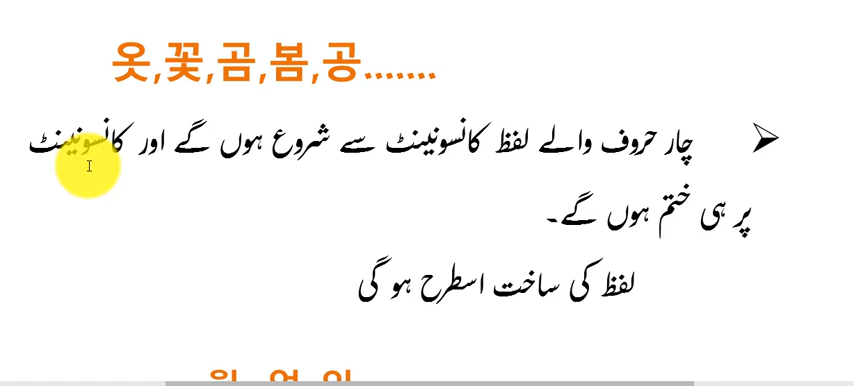 옷,꽃,곰,봄,공.......
چار حروف والے لفظ کانسونینٹ سے شروع ہوں گے اور کانسونینٹ
پر ہی ختم ہوں گے۔
لفظ کی ساخت اسطرح ہو گی